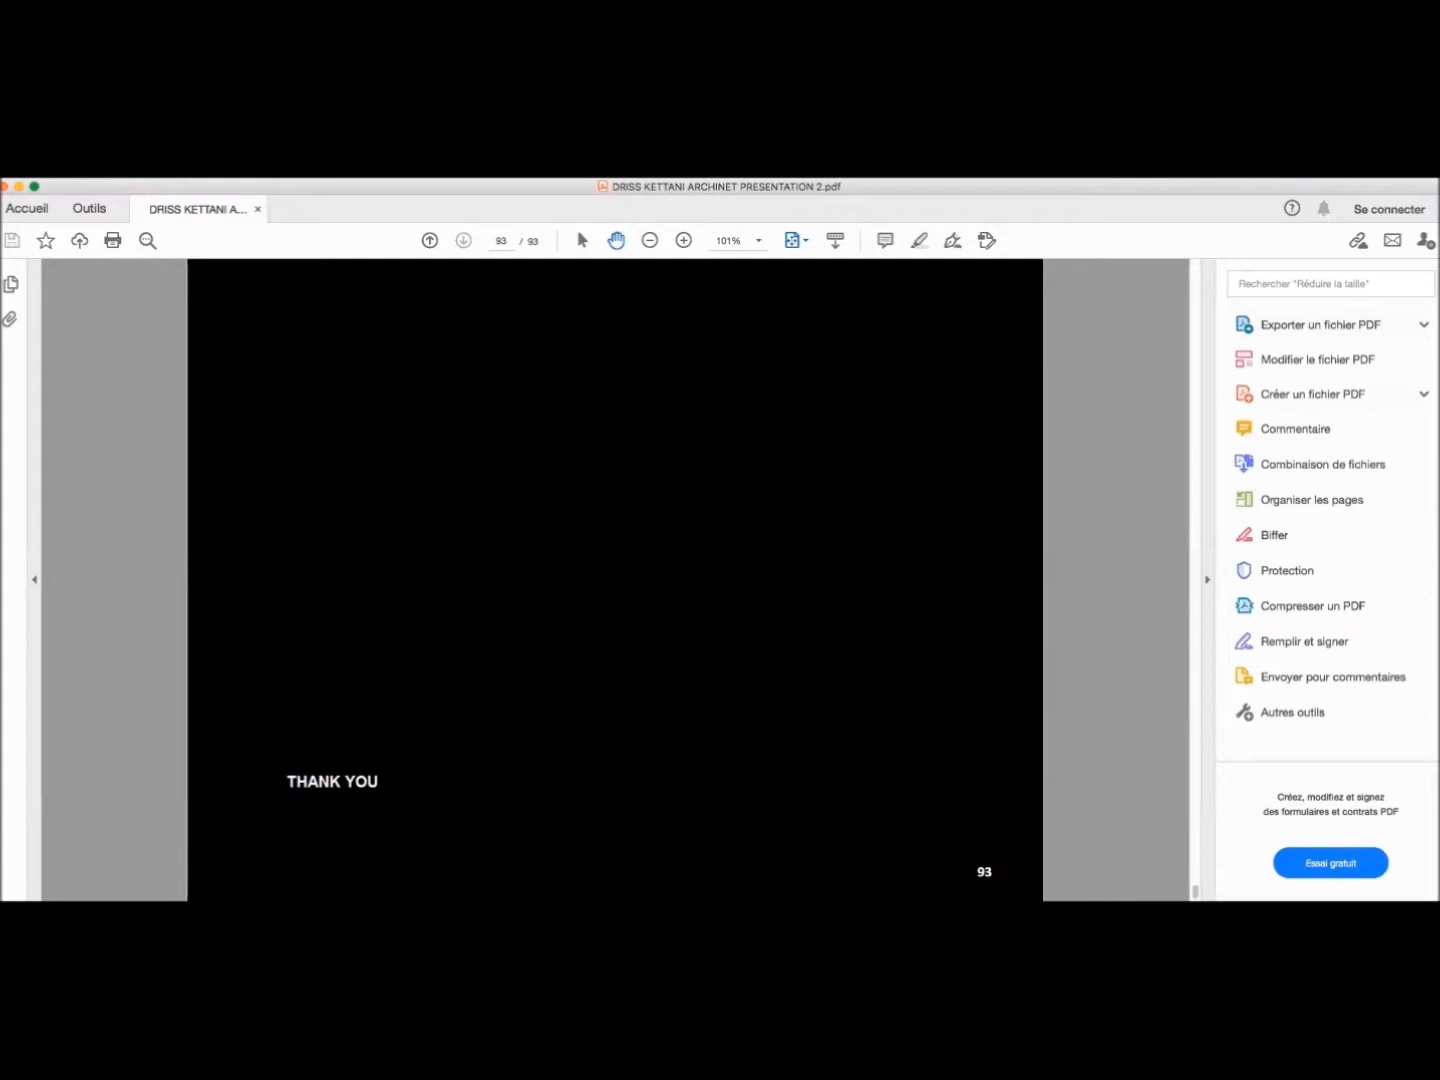 DRISS KETTANI ARCHINET PRESENTATION 2.pdf
Accueil
Outils
DRISS KETTANI A... ×
Se connecter
93 / 93
101%
Rechercher "Réduire la taille"
Exporter un fichier PDF
Modifier le fichier PDF
Créer un fichier PDF
Commentaire
Combinaison de fichiers
Organiser les pages
Biffer
Protection
Compresser un PDF
Remplir et signer
Envoyer pour commentaires
Autres outils
THANK YOU
93
Créez, modifiez et signez
des formulaires et contrats PDF
Essai gratuit